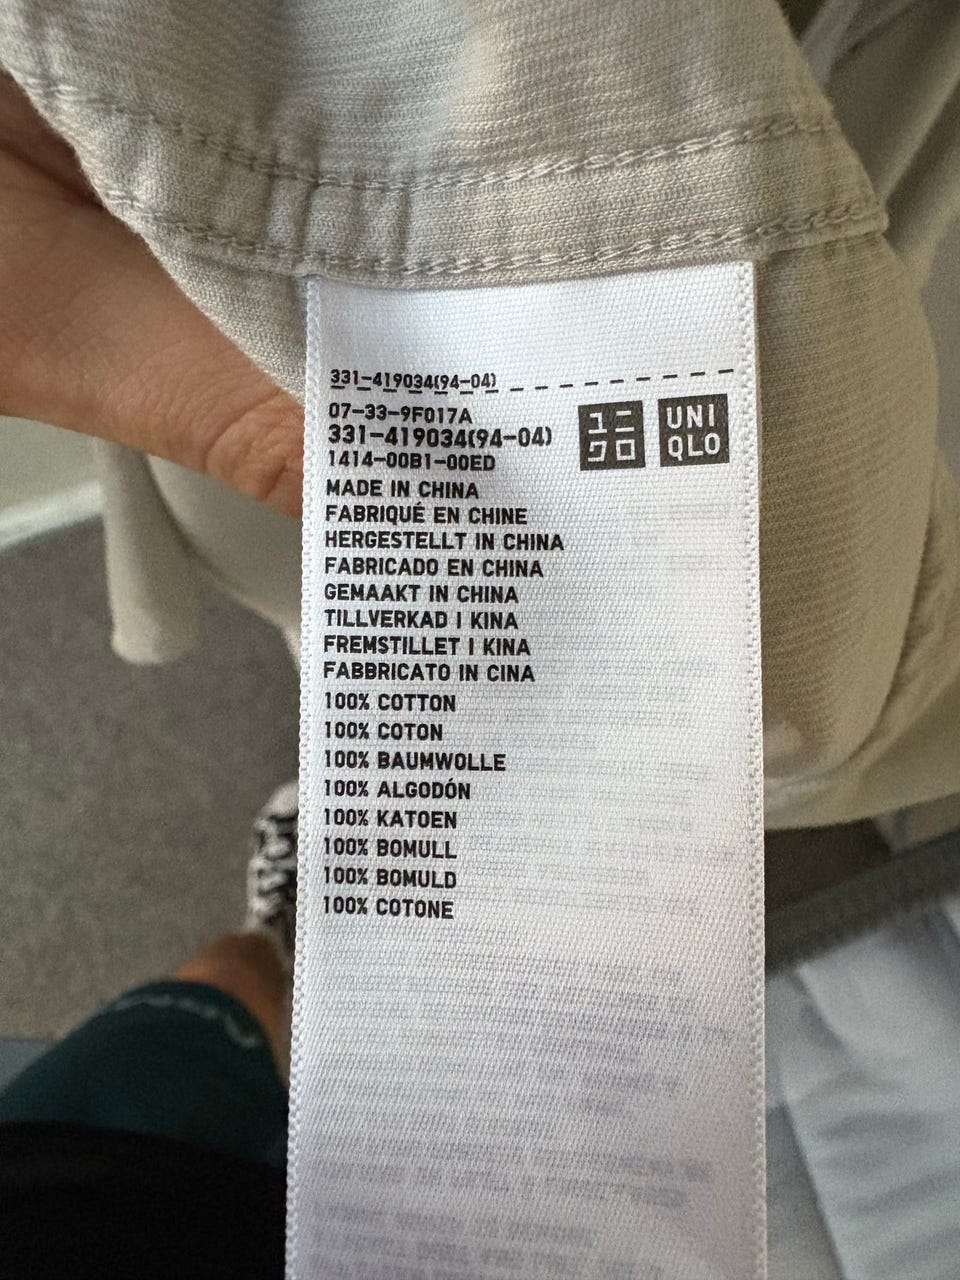 331-419034(94-04)
07-33-9F017A
331-419034(94-04)
1414-00B1-00ED
ユニ
クロ
UNI
QLO
MADE IN CHINA
FABRIQUÉ EN CHINE
HERGESTELLT IN CHINA
FABRICADO EN CHINA
GEMAAKT IN CHINA
TILLVERKAD I KINA
FREMSTILLET I KINA
FABBRICATO IN CINA
100% COTTON
100% COTON
100% BAUMWOLLE
100% ALGODÓN
100% KATOEN
100% BOMULL
100% BOMULD
100% COTONE